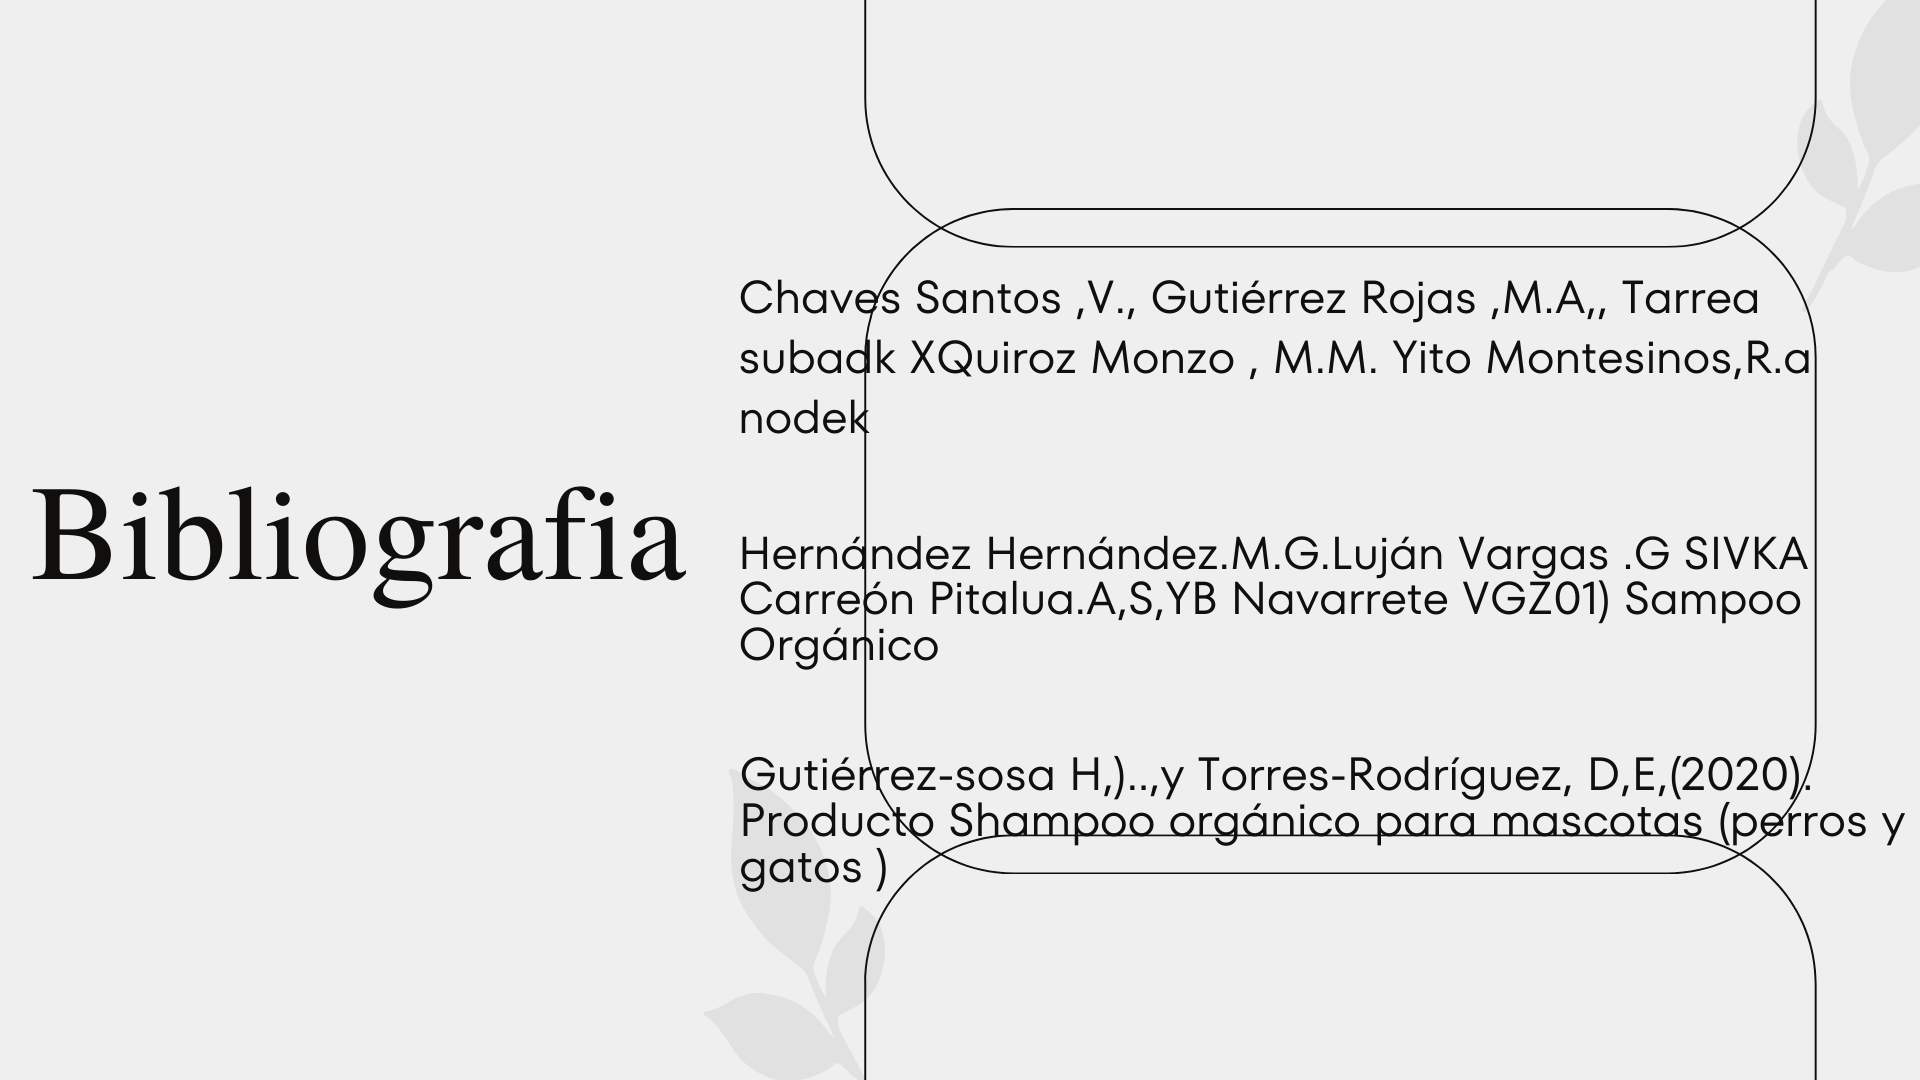 Bibliografia
Chaves Santos ,V., Gutiérrez Rojas ,M.A,, Tarrea
subadk XQuiroz Monzo , M.M. Yito Montesinos,R.a
nodek
Hernández Hernández.M.G.Luján Vargas .G SIVKA
Carreón Pitalua.A,S,YB Navarrete VGZ01) Sampoo
Orgánico
Gutiérrez-sosa H,)..,y Torres-Rodríguez, D,E,(2020).
Producto Shampoo orgánico para mascotas (perros y
gatos )